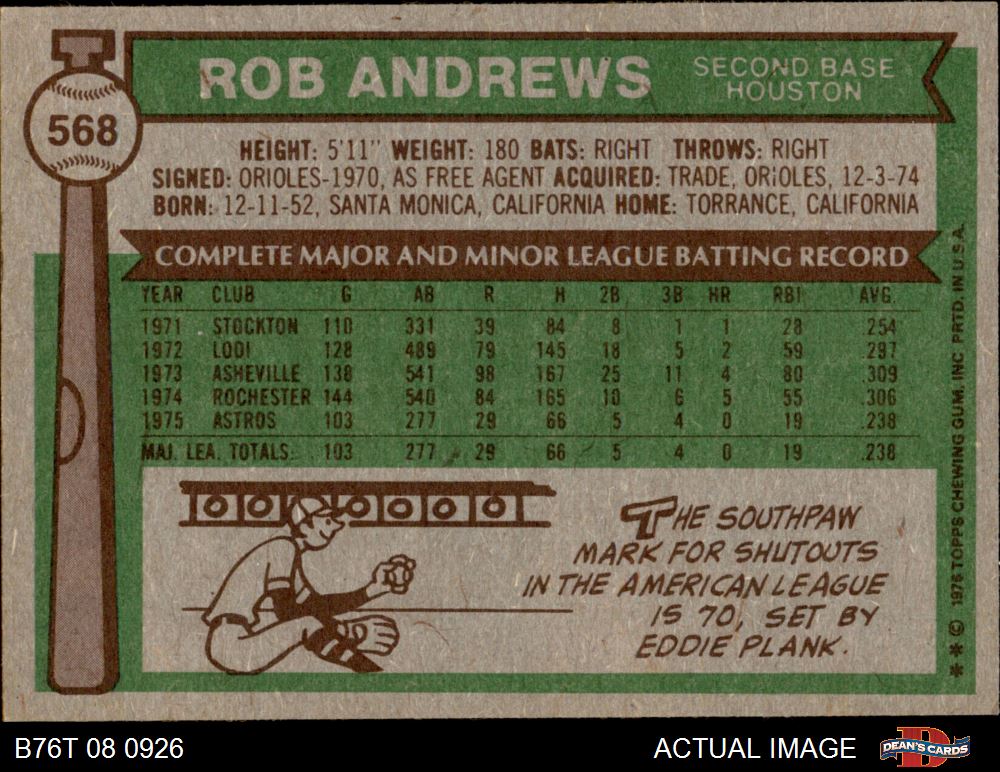 ROB ANDREWS
SECOND BASE
HOUSTON
568
HEIGHT: 5'11" WEIGHT: 180 BATS: RIGHT THROWS: RIGHT
SIGNED: ORIOLES-1970, AS FREE AGENT ACQUIRED: TRADE, ORIOLES, 12-3-74
BORN: 12-11-52, SANTA MONICA, CALIFORNIA HOME: TORRANCE, CALIFORNIA
COMPLETE MAJOR AND MINOR LEAGUE BATTING RECORD
YEAR CLUB G AB R H 2B 3B HR RBI AVG.
1971 STOCKTON 110 331 39 84 8 1 1 28 .254
1972 LODI 128 489 79 145 18 5 2 59 .297
1973 ASHEVILLE 138 541 98 167 25 11 4 80 .309
1974 ROCHESTER 144 540 84 165 10 6 5 55 .306
1975 ASTROS 103 277 29 66 5 4 0 19 .238
MAJ. LEA. TOTALS: 103 277 29 66 5 4 0 19 .238
0 0 0 0 0 0 0
THE SOUTHPAW
MARK FOR SHUTOUTS
IN THE AMERICAN LEAGUE
IS 70, SET BY
EDDIE PLANK.
** © 1976 TOPPS CHEWING GUM, INC. PRTD. IN U.S.A.
B76T 08 0926
ACTUAL IMAGE
DEAN'S CARDS